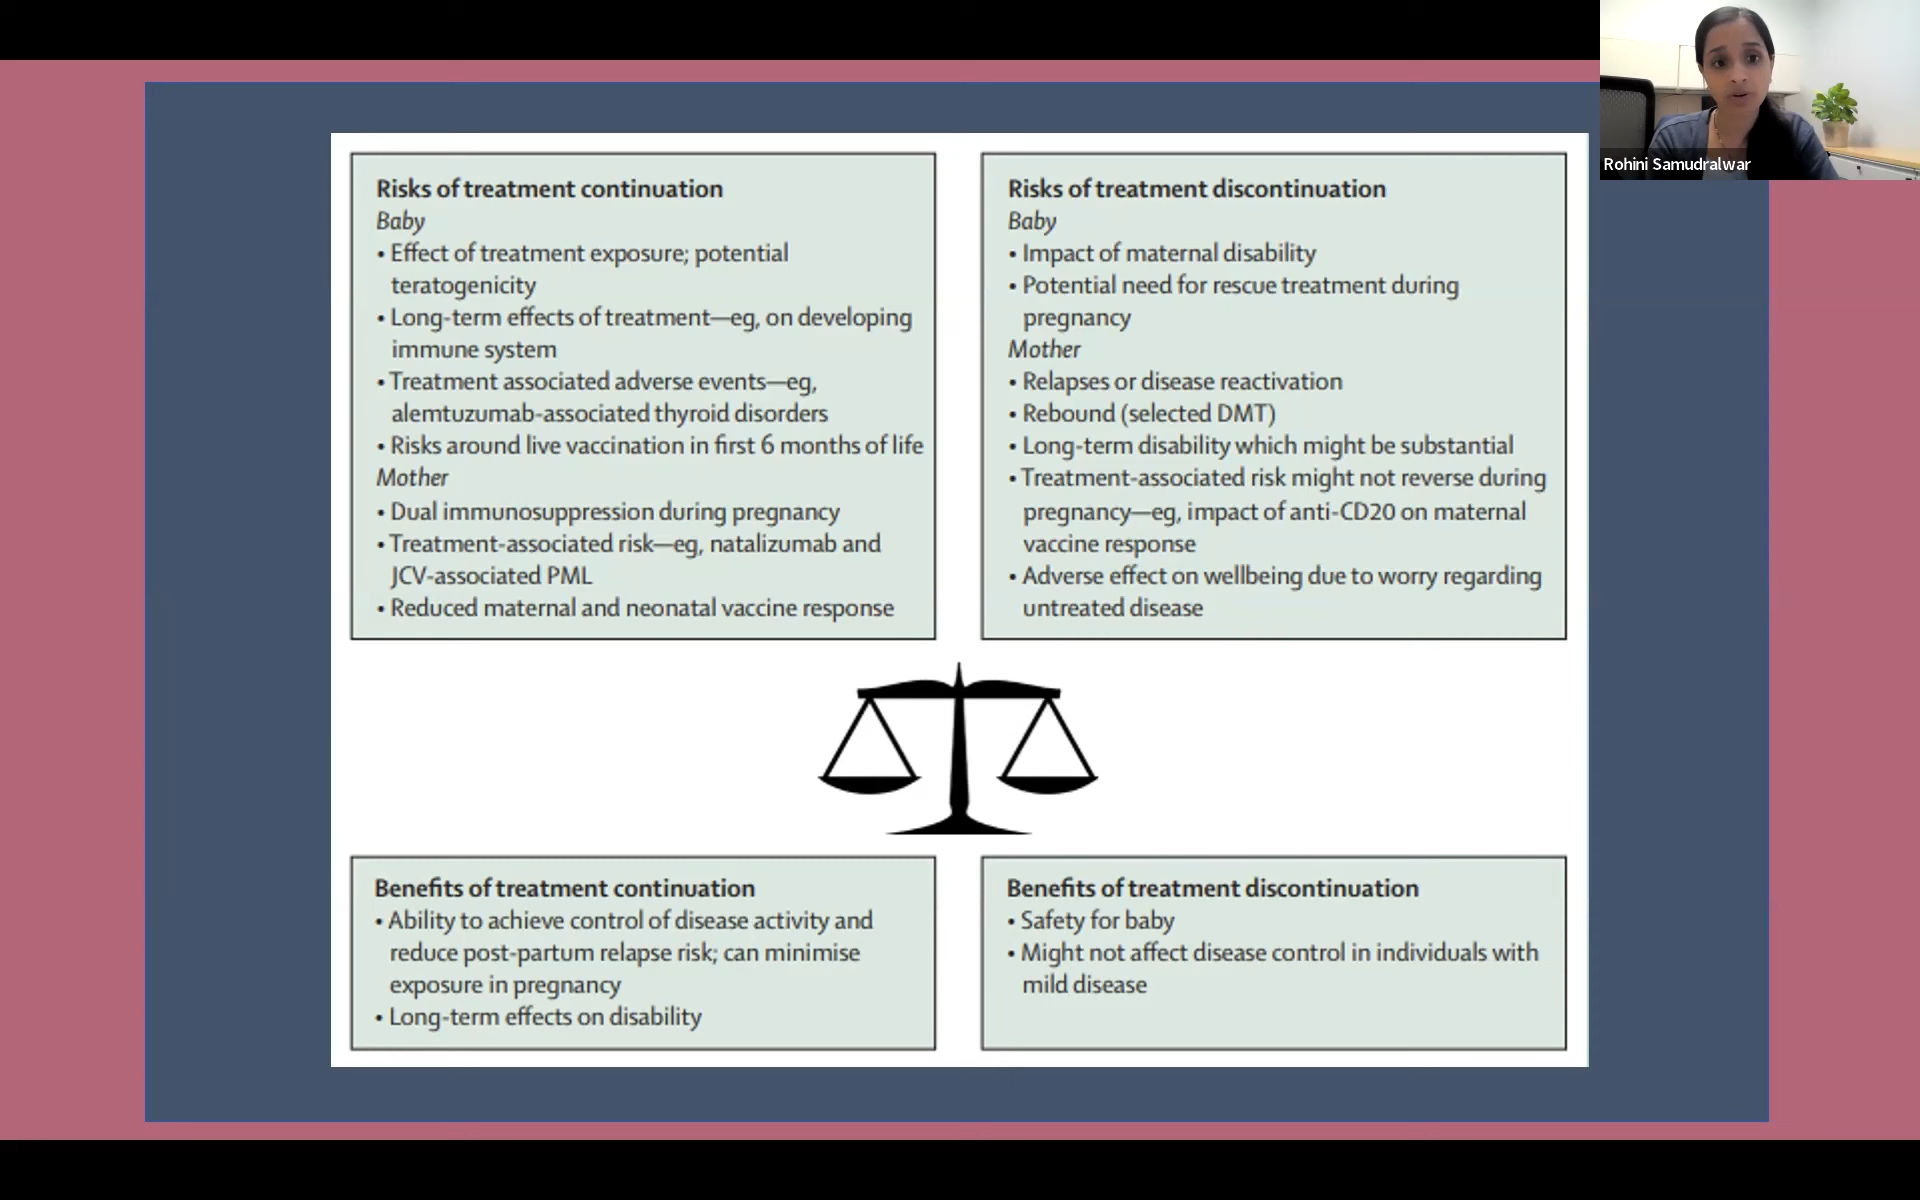 Rohini Samudralwar
Risks of treatment continuation
Baby
• Effect of treatment exposure; potential
teratogenicity
• Long-term effects of treatment—eg, on developing
immune system
• Treatment associated adverse events—eg,
alemtuzumab-associated thyroid disorders
• Risks around live vaccination in first 6 months of life
Mother
• Dual immunosuppression during pregnancy
• Treatment-associated risk—eg, natalizumab and
JCV-associated PML
• Reduced maternal and neonatal vaccine response
Risks of treatment discontinuation
Baby
• Impact of maternal disability
• Potential need for rescue treatment during
pregnancy
Mother
• Relapses or disease reactivation
• Rebound (selected DMT)
• Long-term disability which might be substantial
• Treatment-associated risk might not reverse during
pregnancy—eg, impact of anti-CD20 on maternal
vaccine response
• Adverse effect on wellbeing due to worry regarding
untreated disease
Benefits of treatment continuation
• Ability to achieve control of disease activity and
reduce post-partum relapse risk; can minimise
exposure in pregnancy
• Long-term effects on disability
Benefits of treatment discontinuation
• Safety for baby
• Might not affect disease control in individuals with
mild disease